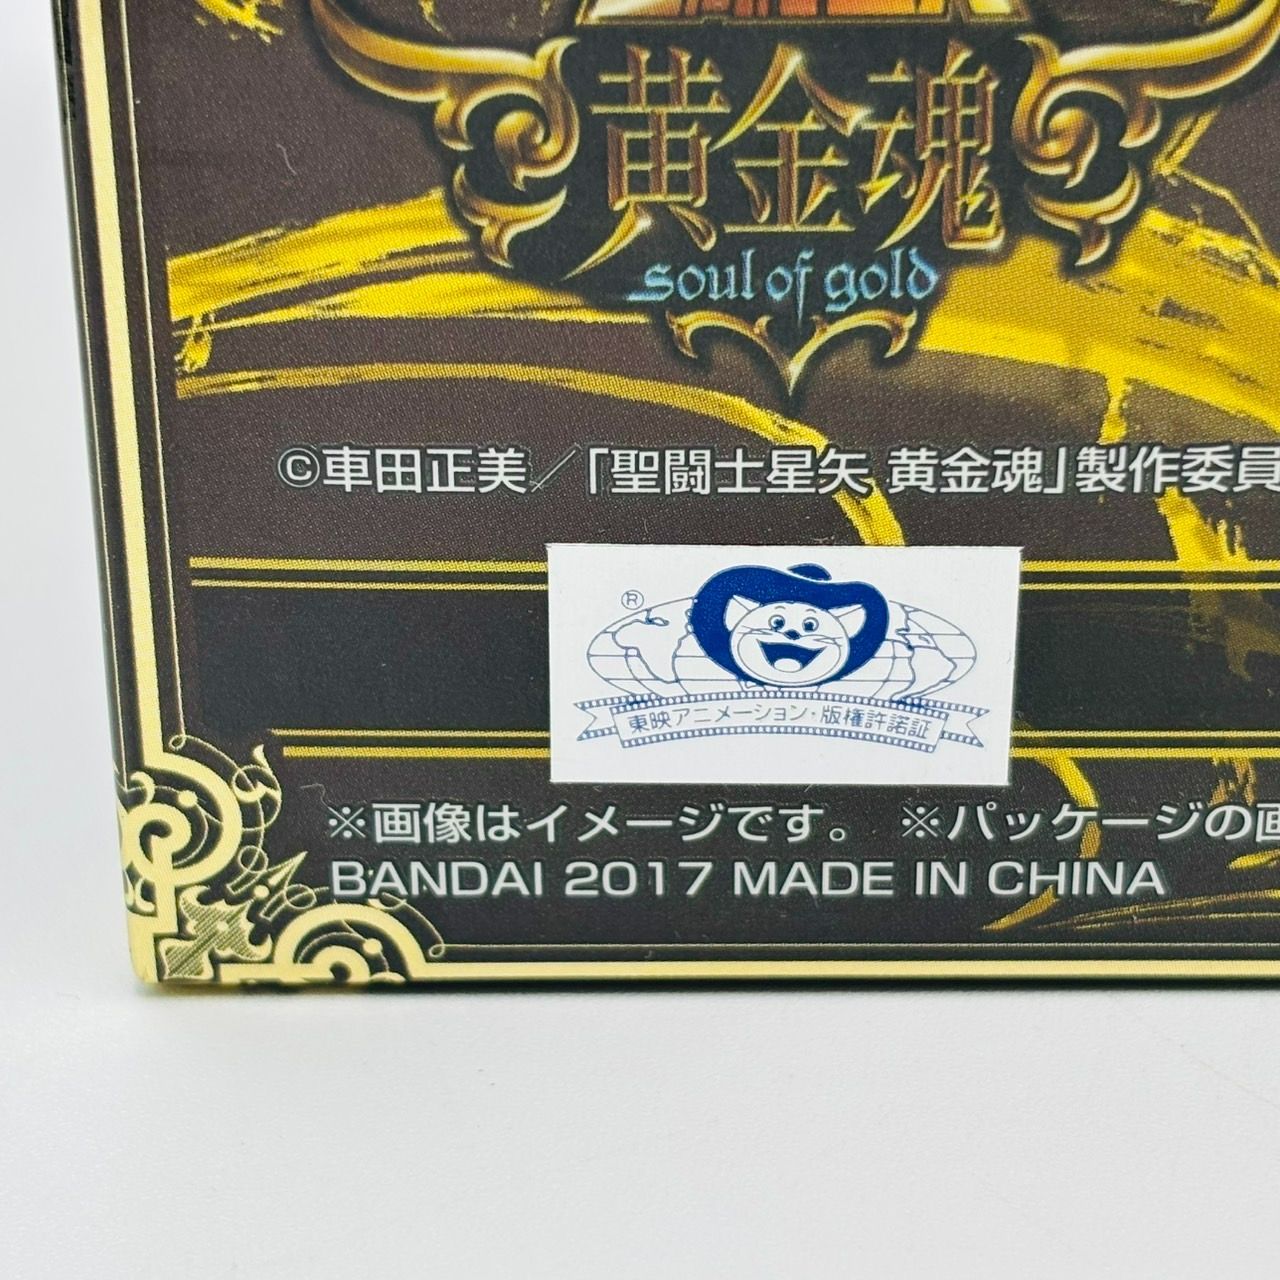 黄金魂
soul of gold
©車田正美／「聖闘士星矢 黄金魂」製作委員
®
東映アニメーション・版権許諾証
※画像はイメージです。 ※パッケージの画
BANDAI 2017 MADE IN CHINA